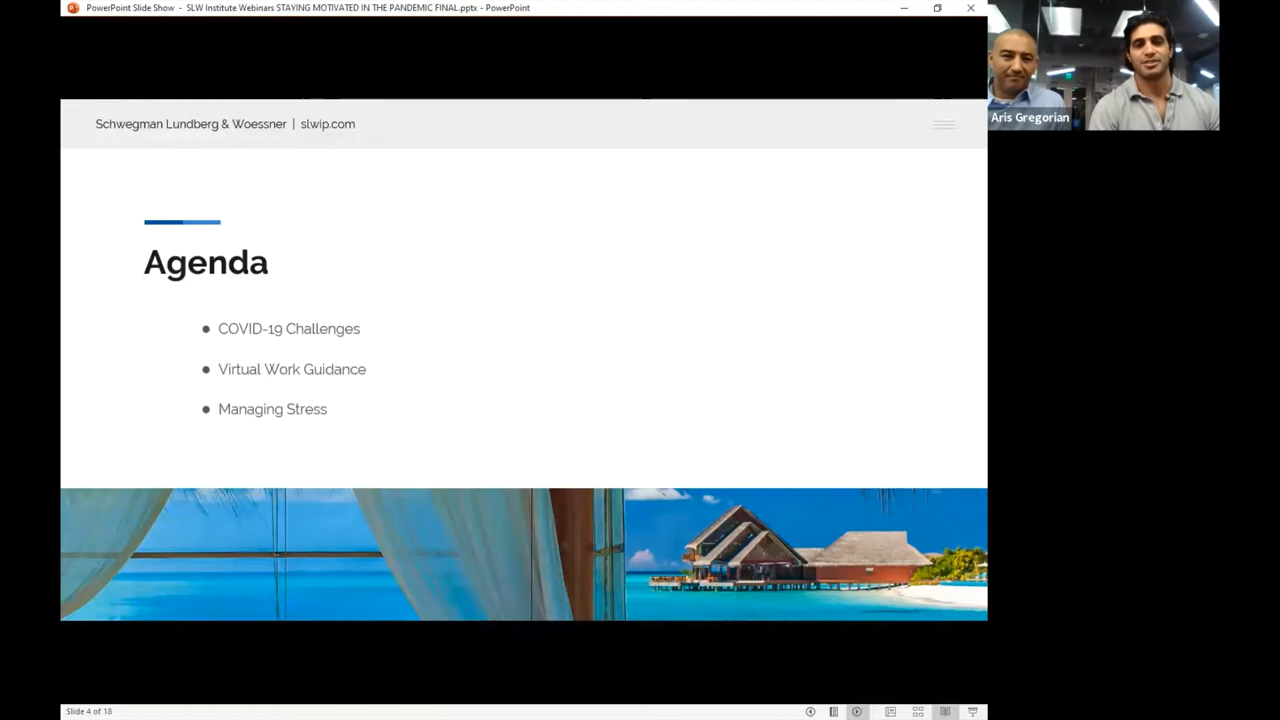 PowerPoint Slide Show - SLW Institute Webinars STAYING MOTIVATED IN THE PANDEMIC FINAL.pptx - PowerPoint
Schwegman Lundberg & Woessner | slwip.com
Aris Gregorian
Agenda
● COVID-19 Challenges
● Virtual Work Guidance
● Managing Stress
Slide 4 of 18